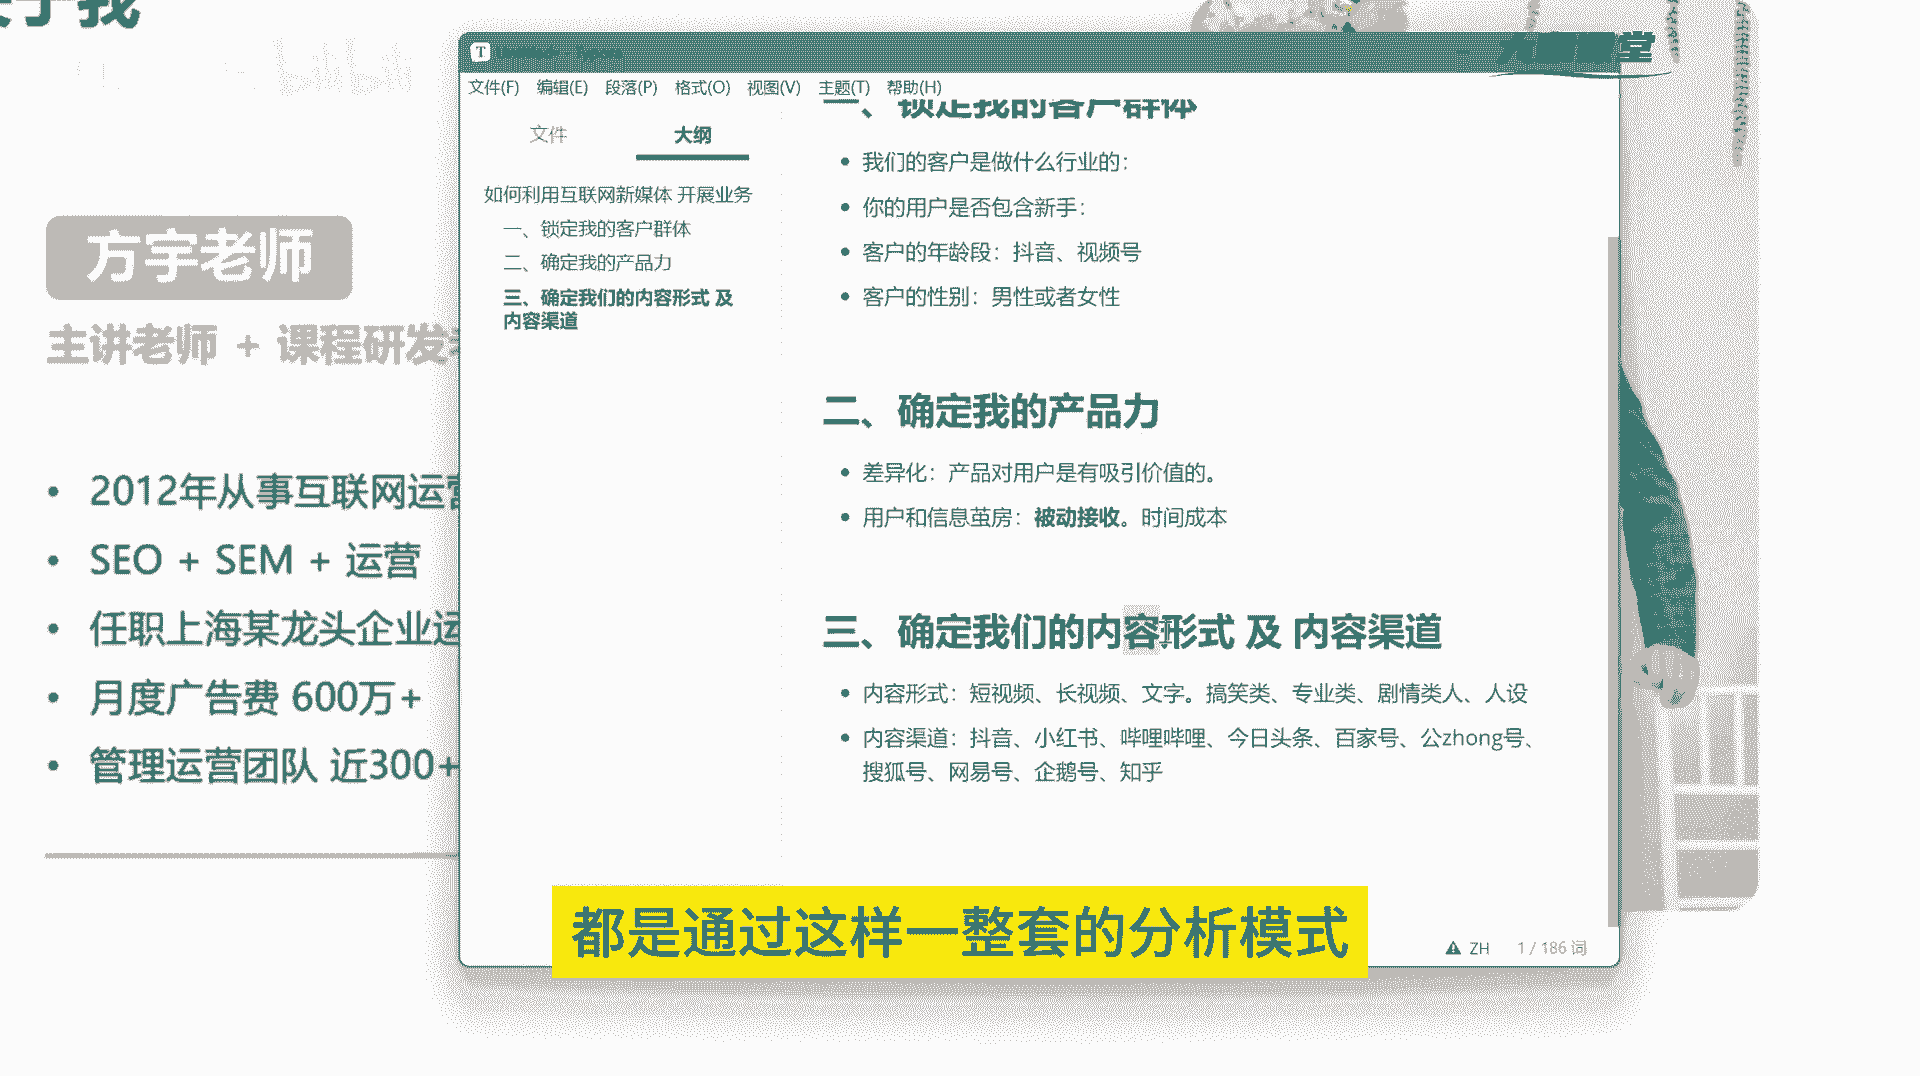 于我
bilibili
方宇老师
主讲老师 + 课程研发
2012年从事互联网运营
SEO + SEM + 运营
任职上海某龙头企业运
月度广告费 600万+
管理运营团队 近300+
T
文件(F) 编辑(E) 段落(P) 格式(O) 视图(V) 主题(T) 帮助(H)
文件 大纲
如何利用互联网新媒体 开展业务
一、锁定我的客户群体
二、确定我的产品力
三、确定我们的内容形式 及
内容渠道
一、锁定我的客户群体
我们的客户是做什么行业的：
你的用户是否包含新手：
客户的年龄段：抖音、视频号
客户的性别：男性或者女性
二、确定我的产品力
差异化：产品对用户是有吸引价值的。
用户和信息茧房：被动接收。时间成本
三、确定我们的内容形式 及 内容渠道
内容形式：短视频、长视频、文字。搞笑类、专业类、剧情类人、人设
内容渠道：抖音、小红书、哔哩哔哩、今日头条、百家号、公zhong号、
搜狐号、网易号、企鹅号、知乎
ZH 1 / 186 词
都是通过这样一整套的分析模式